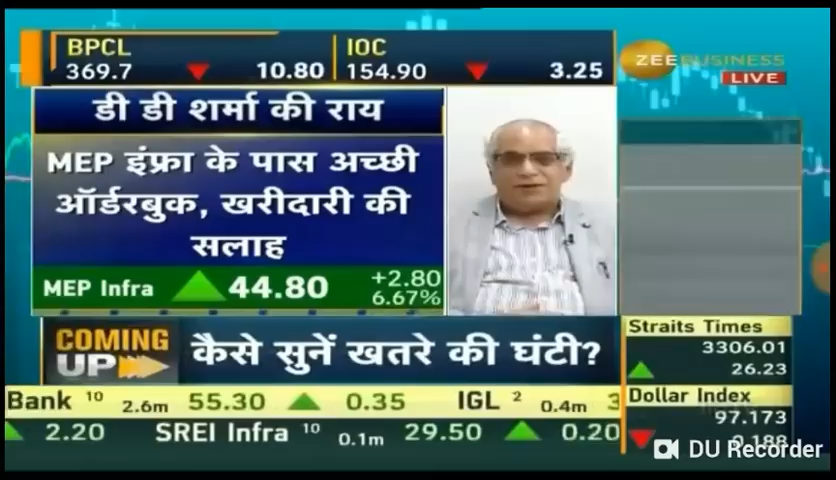 BPCL
369.7 10.80
IOC
154.90 3.25
ZEE BUSINESS
LIVE
डी डी शर्मा की राय
MEP इंफ्रा के पास अच्छी
ऑर्डरबुक, खरीदारी की
सलाह
MEP Infra 44.80 +2.80
6.67%
COMING
UP
कैसे सुनें खतरे की घंटी?
Straits Times
3306.01
26.23
Dollar Index
97.173
0.188
Bank 10 2.6m 55.30 0.35 IGL 2 0.4m 3
2.20 SREI Infra 10 0.1m 29.50 0.20
DU Recorder